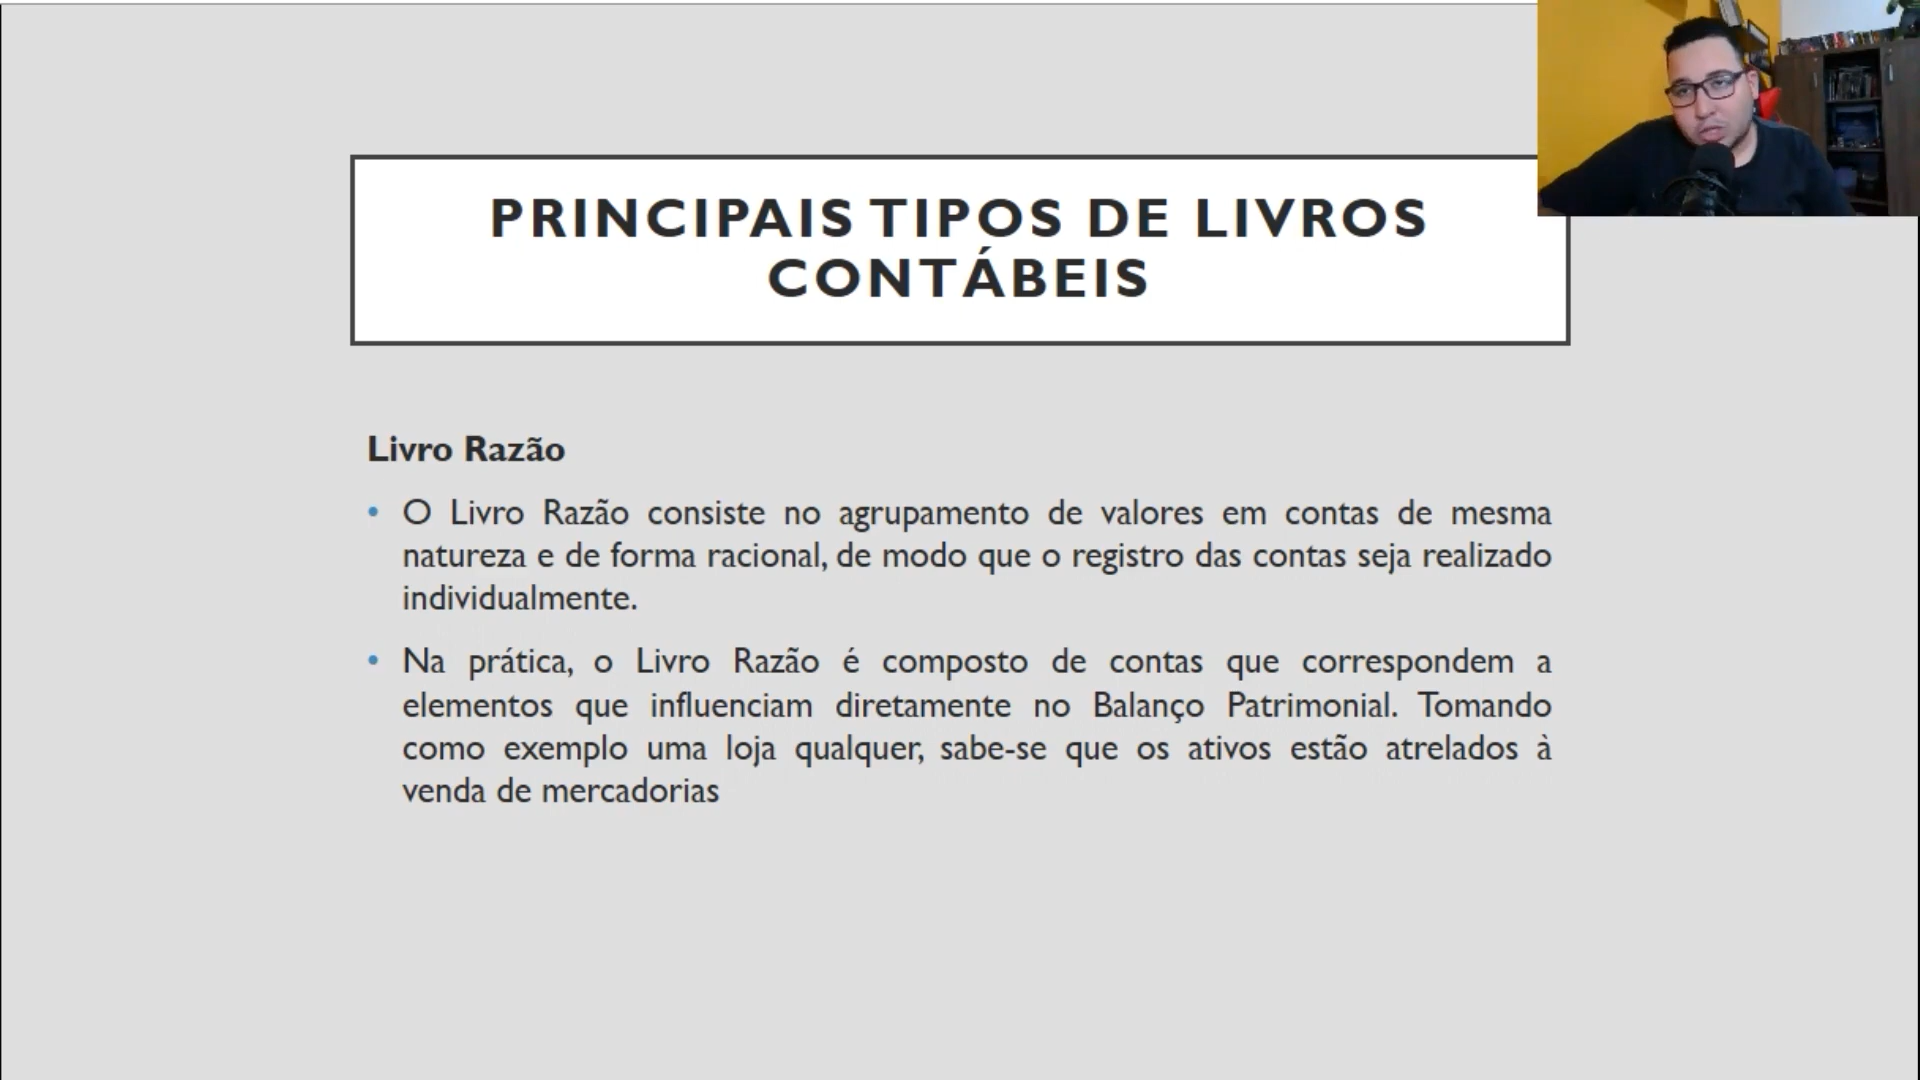 PRINCIPAIS TIPOS DE LIVROS
CONTÁBEIS
Livro Razão
• O Livro Razão consiste no agrupamento de valores em contas de mesma
natureza e de forma racional, de modo que o registro das contas seja realizado
individualmente.
• Na prática, o Livro Razão é composto de contas que correspondem a
elementos que influenciam diretamente no Balanço Patrimonial. Tomando
como exemplo uma loja qualquer, sabe-se que os ativos estão atrelados à
venda de mercadorias